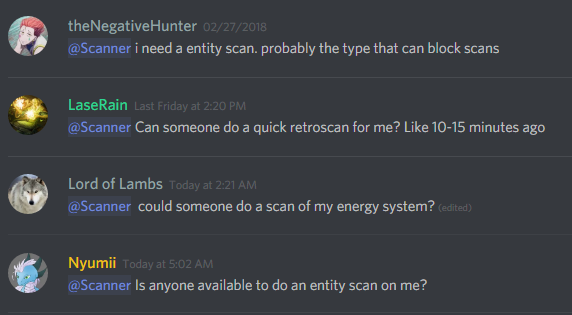 theNegativeHunter 02/27/2018
@Scanner i need a entity scan. probably the type that can block scans
LaseRain Last Friday at 2:20 PM
@Scanner Can someone do a quick retroscan for me? Like 10-15 minutes ago
Lord of Lambs Today at 2:21 AM
@Scanner could someone do a scan of my energy system? (edited)
Nyumii Today at 5:02 AM
@Scanner Is anyone available to do an entity scan on me?